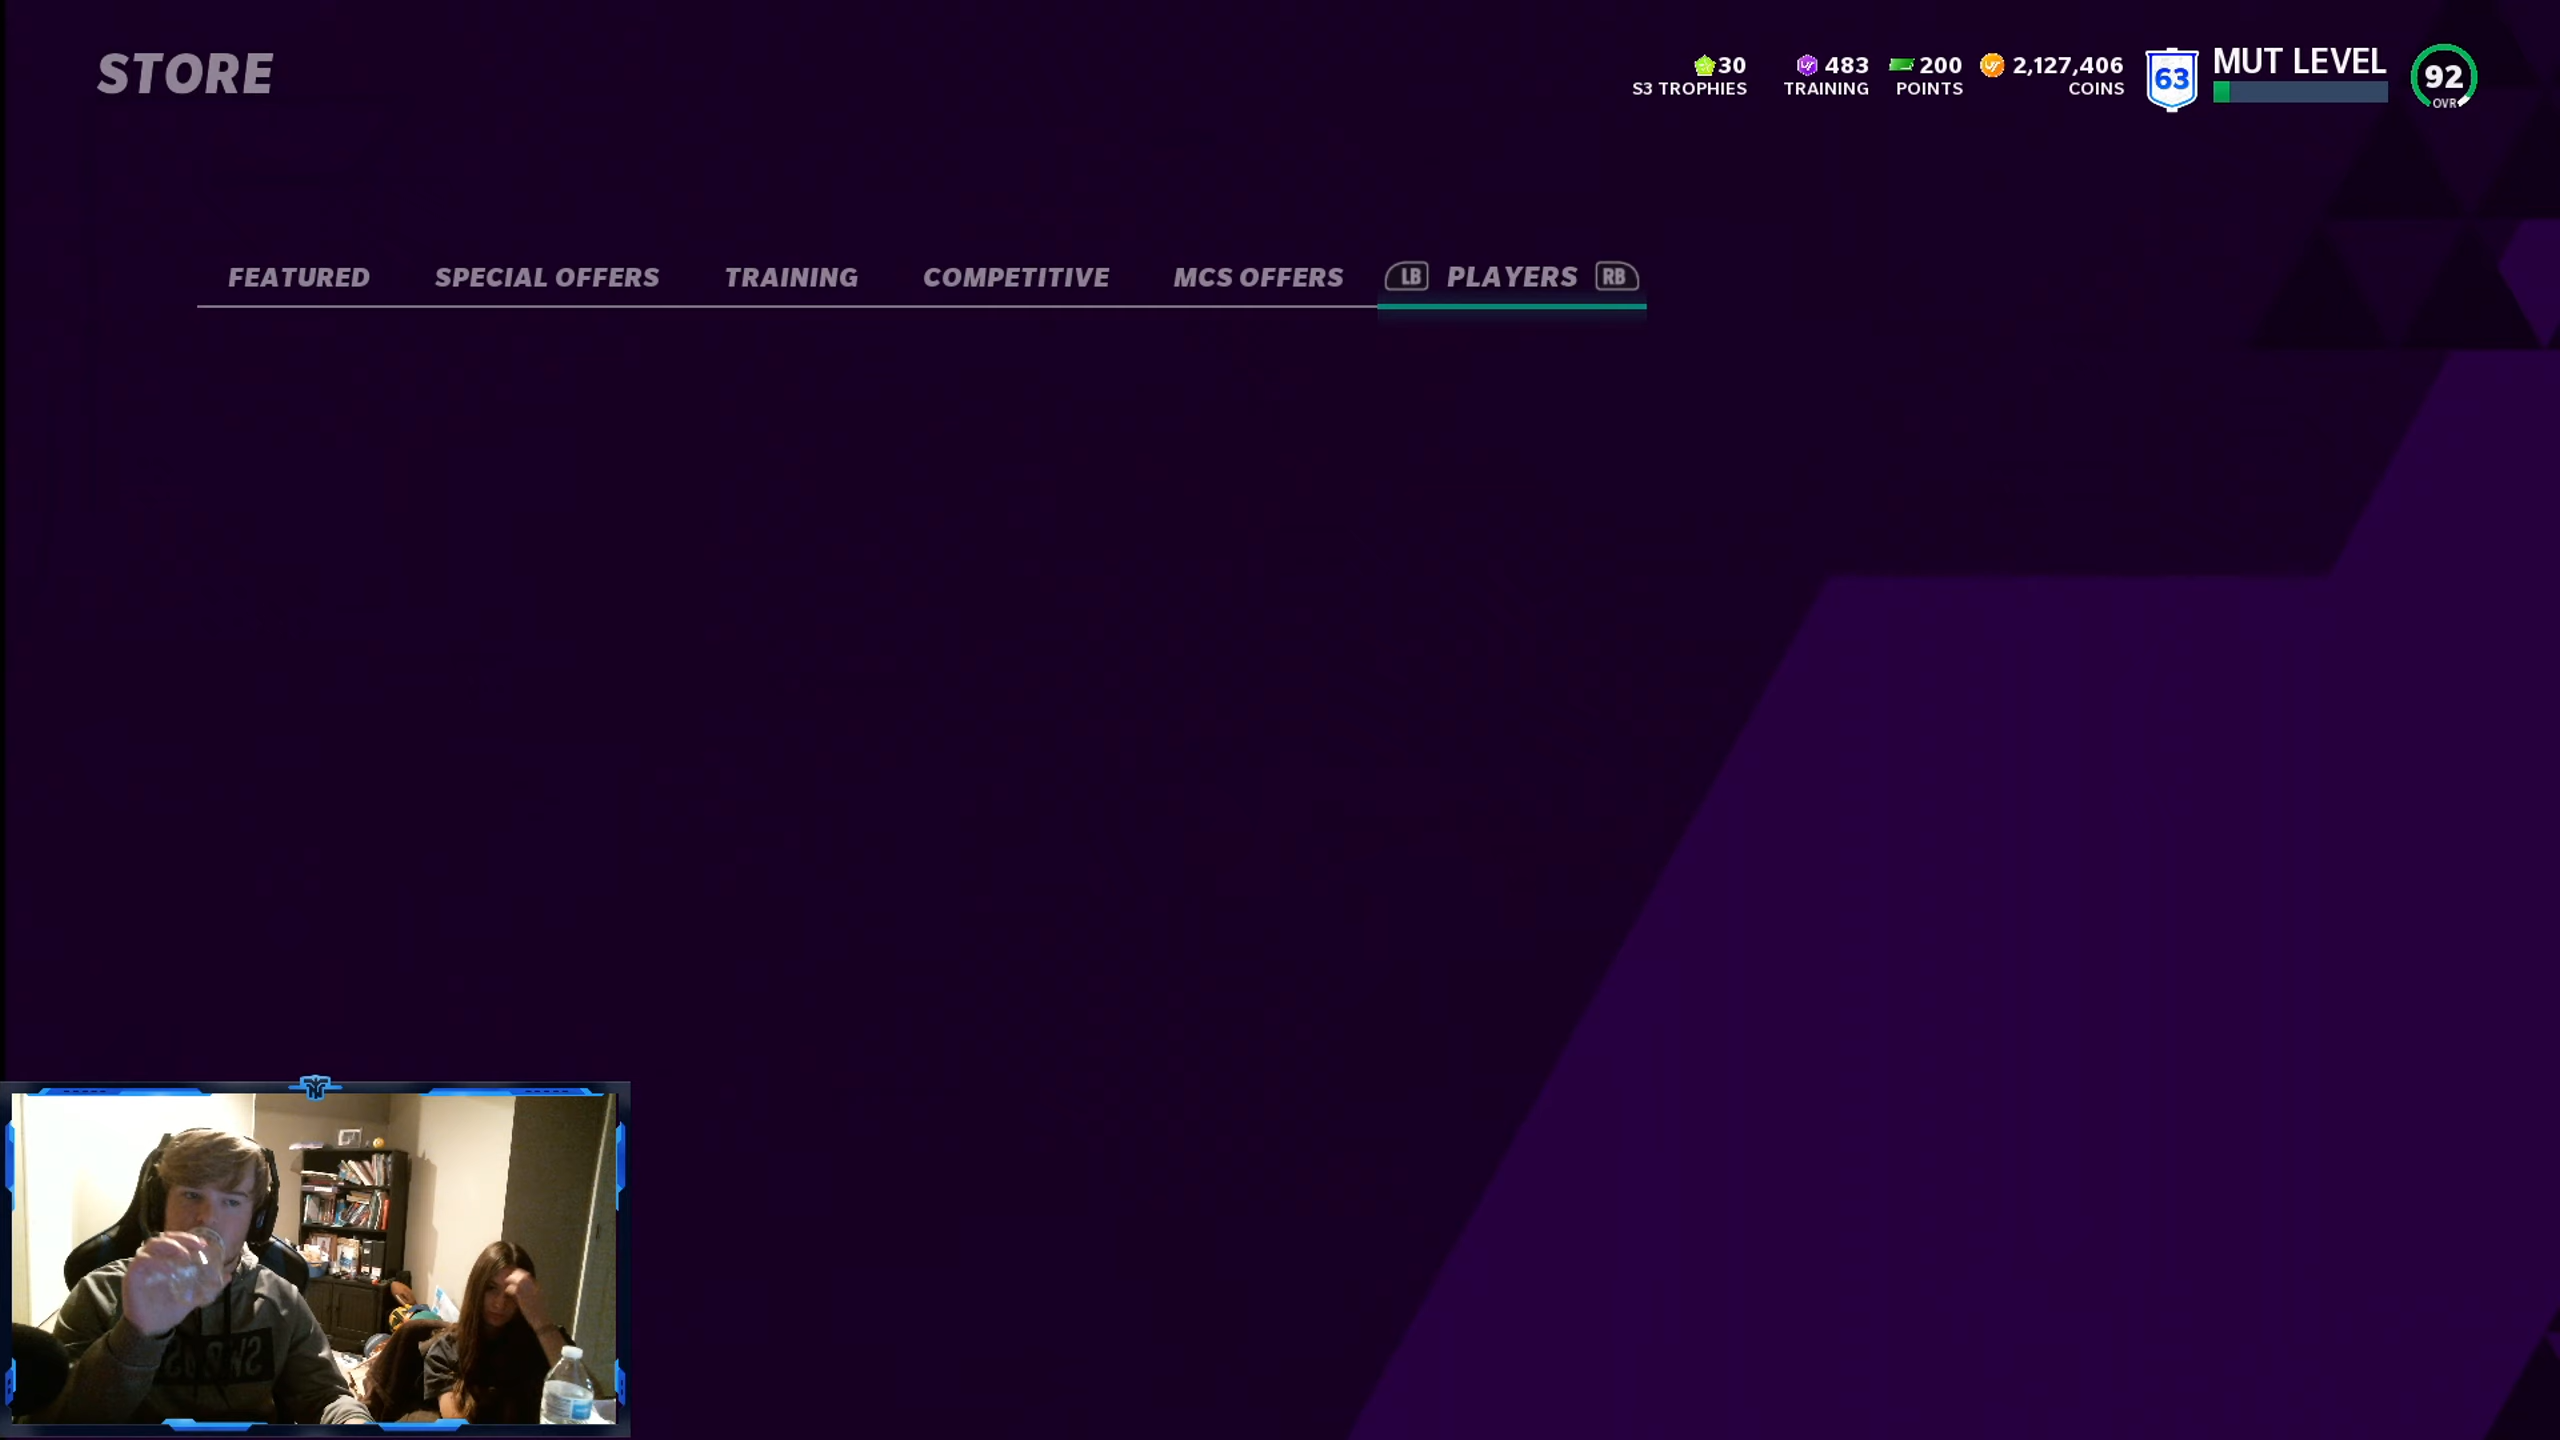 STORE
30 S3 TROPHIES
483 TRAINING
200 POINTS
2,127,406 COINS
63
MUT LEVEL
92 OVR
FEATURED SPECIAL OFFERS TRAINING COMPETITIVE MCS OFFERS LB PLAYERS RB